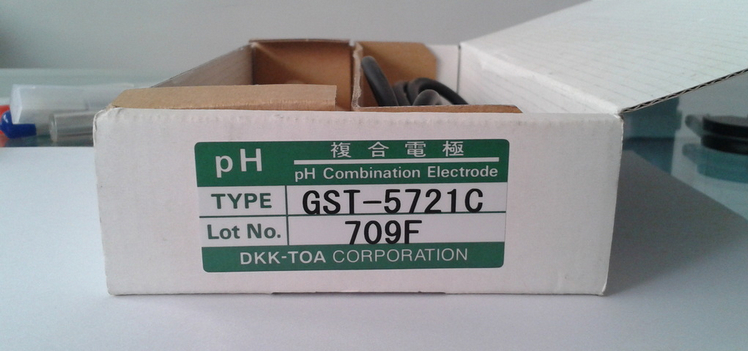 pH
複合電極
pH Combination Electrode
TYPE GST-5721C
Lot No. 709F
DKK-TOA CORPORATION